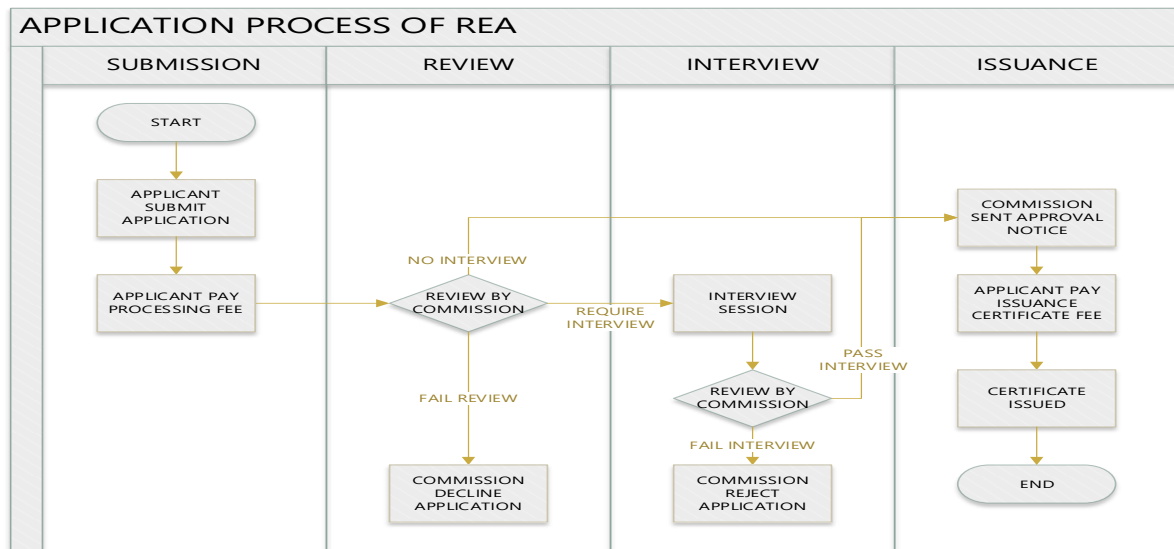 APPLICATION PROCESS OF REA
SUBMISSION
REVIEW
INTERVIEW
ISSUANCE
START
APPLICANT
SUBMIT
APPLICATION
APPLICANT PAY
PROCESSING FEE
NO INTERVIEW
REVIEW BY
COMMISSION
REQUIRE
INTERVIEW
FAIL REVIEW
COMMISSION
DECLINE
APPLICATION
INTERVIEW
SESSION
REVIEW BY
COMMISSION
PASS
INTERVIEW
FAIL INTERVIEW
COMMISSION
REJECT
APPLICATION
COMMISSION
SENT APPROVAL
NOTICE
APPLICANT PAY
ISSUANCE
CERTIFICATE FEE
CERTIFICATE
ISSUED
END